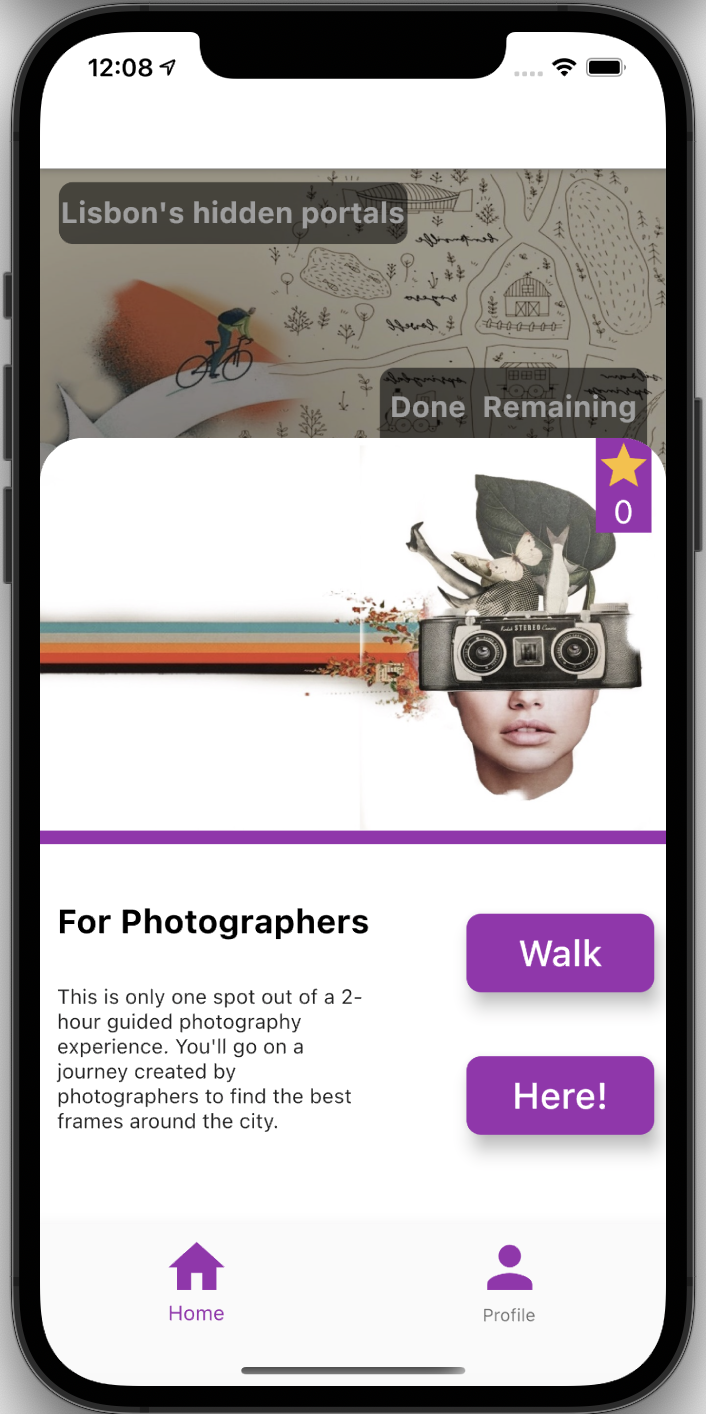 12:08
Lisbon's hidden portals
Done Remaining
0
STEREO
For Photographers
Walk
This is only one spot out of a 2-
hour guided photography
experience. You'll go on a
journey created by
photographers to find the best
frames around the city.
Here!
Home
Profile